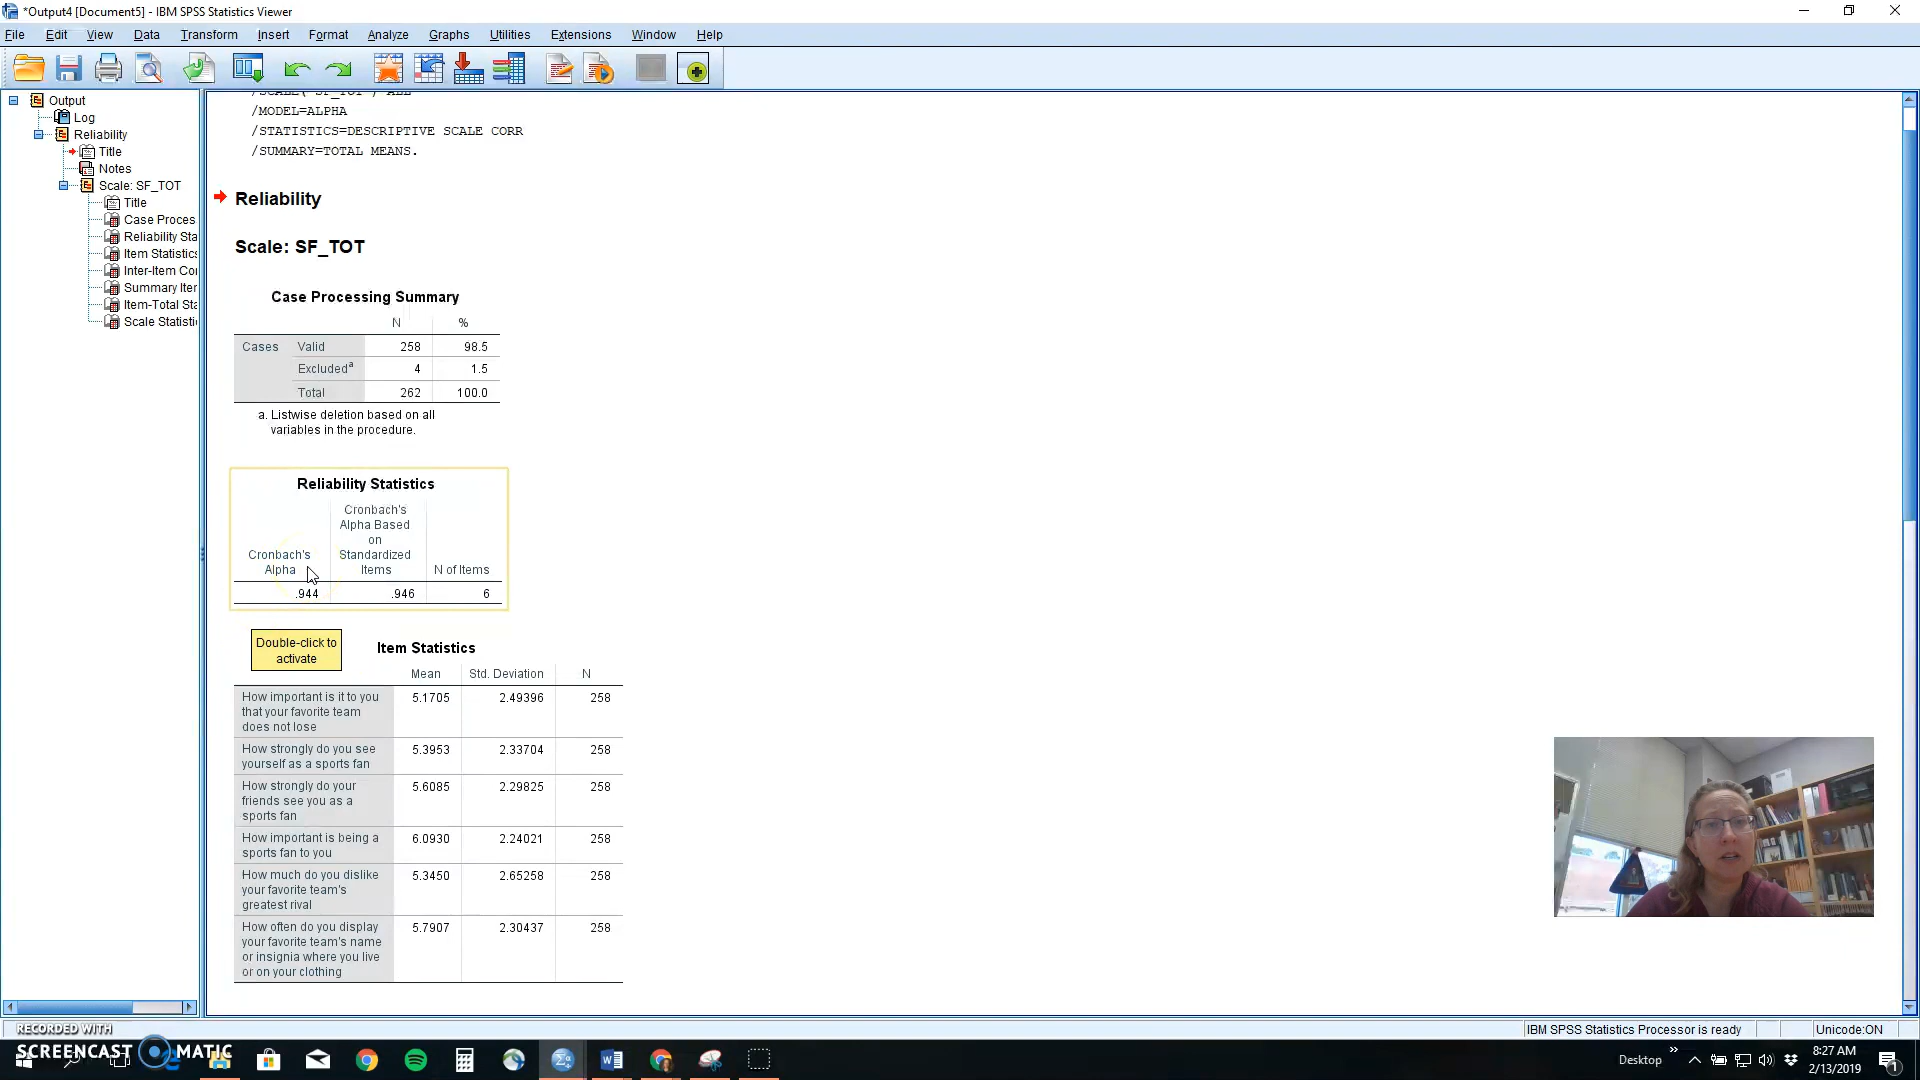 *Output4 [Document5] - IBM SPSS Statistics Viewer
File Edit View Data Transform Insert Format Analyze Graphs Utilities Extensions Window Help
Output
Log
Reliability
Title
Notes
Scale: SF_TOT
Title
Case Proces
Reliability Sta
Item Statistics
Inter-Item Co
Summary Iter
Item-Total Sta
Scale Statisti
/SCALE('SF_TOT') ALL
/MODEL=ALPHA
/STATISTICS=DESCRIPTIVE SCALE CORR
/SUMMARY=TOTAL MEANS.
Reliability
Scale: SF_TOT
Case Processing Summary
N %
Cases Valid 258 98.5
Excludedᵃ 4 1.5
Total 262 100.0
a. Listwise deletion based on all
variables in the procedure.
Reliability Statistics
Cronbach's
Alpha
Cronbach's
Alpha Based
on
Standardized
Items
N of Items
.944 .946 6
Double-click to
activate
Item Statistics
Mean Std. Deviation N
How important is it to you 5.1705 2.49396 258
that your favorite team
does not lose
How strongly do you see 5.3953 2.33704 258
yourself as a sports fan
How strongly do your 5.6085 2.29825 258
friends see you as a
sports fan
How important is being a 6.0930 2.24021 258
sports fan to you
How much do you dislike 5.3450 2.65258 258
your favorite team's
greatest rival
How often do you display 5.7907 2.30437 258
your favorite team's name
or insignia where you live
or on your clothing
IBM SPSS Statistics Processor is ready Unicode:ON
RECORDED WITH
SCREENCAST MATIC
Desktop
8:27 AM
2/13/2019
1